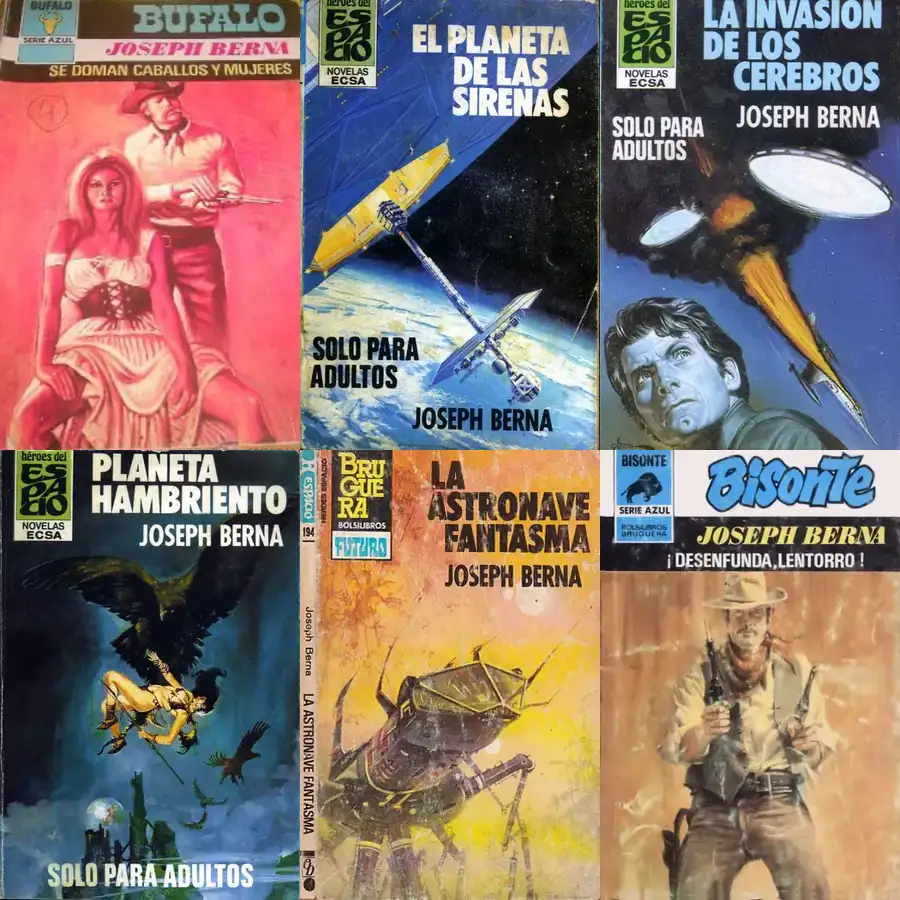 BUFALO
SERIE AZUL
BUFALO
JOSEPH BERNA
SE DOMAN CABALLOS Y MUJERES
héroes del
ESPACIO
NOVELAS
ECSA
EL PLANETA
DE LAS
SIRENAS
SOLO PARA
ADULTOS
JOSEPH BERNA
héroes del
ESPACIO
NOVELAS
ECSA
LA INVASION
DE LOS
CEREBROS
JOSEPH BERNA
SOLO PARA
ADULTOS
héroes del
ESPACIO
NOVELAS
ECSA
PLANETA
HAMBRIENTO
JOSEPH BERNA
SOLO PARA ADULTOS
ESPACIO
HEROES ESPACIO
194
Joseph Berna
LA ASTRONAVE FANTASMA
BRUGUERA
BOLSILIBROS
FUTURO
LA
ASTRONAVE
FANTASMA
JOSEPH BERNA
BISONTE
SERIE AZUL
BOLSILIBROS
BRUGUERA
BISONTE
JOSEPH BERNA
¡ DESENFUNDA, LENTORRO !